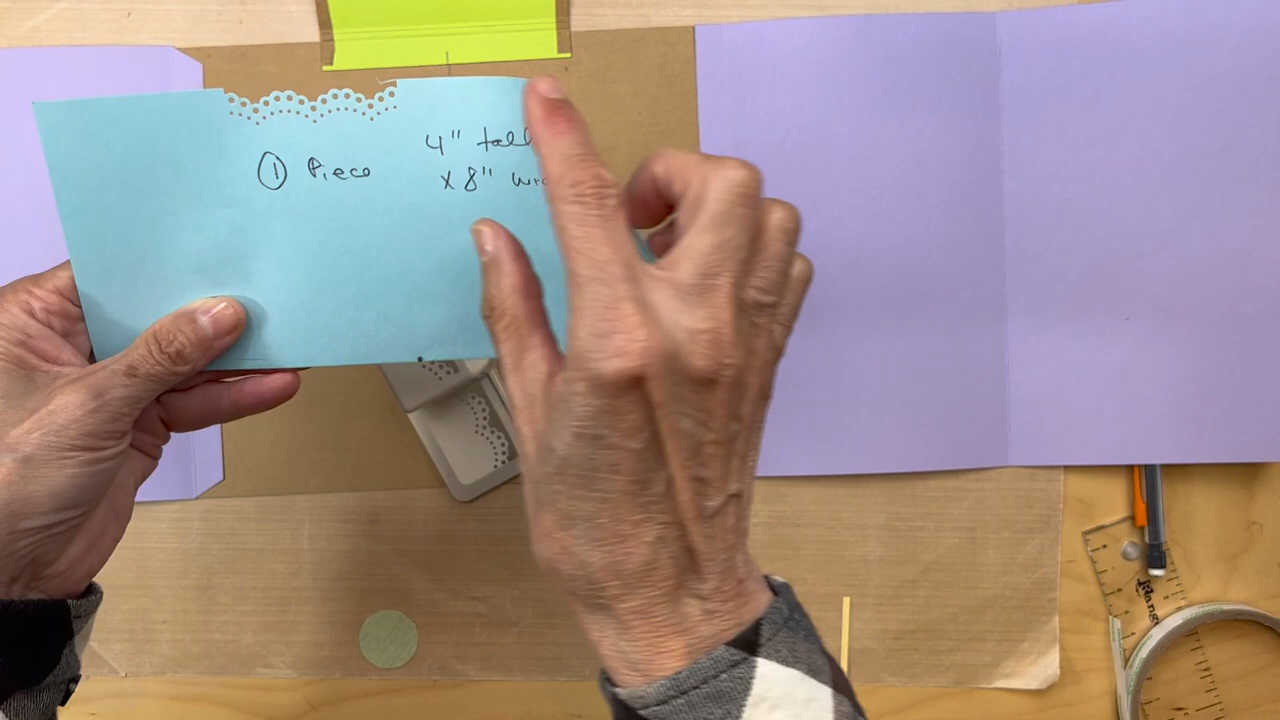 4" tall
① Piece
x 8"